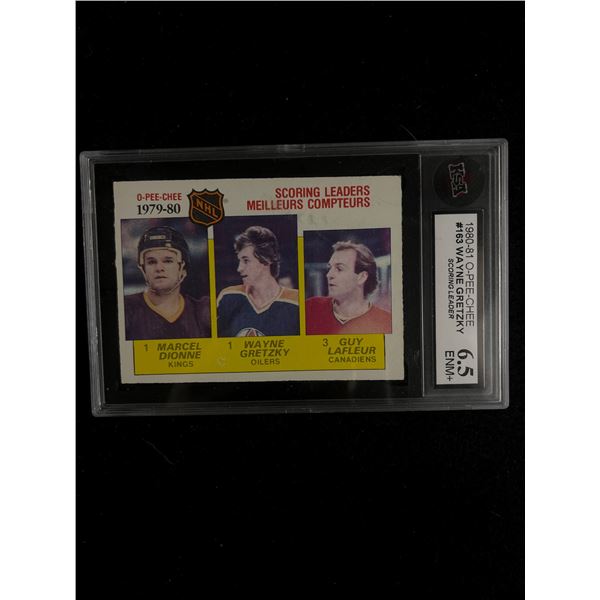 O-PEE-CHEE
1979-80
NHL
SCORING LEADERS
MEILLEURS COMPTEURS
1 MARCEL DIONNE
KINGS
1 WAYNE GRETZKY
OILERS
3 GUY LAFLEUR
CANADIENS
KSA
1980-81 O-PEE-CHEE
#163 WAYNE GRETZKY
SCORING LEADER
6.5
ENM+